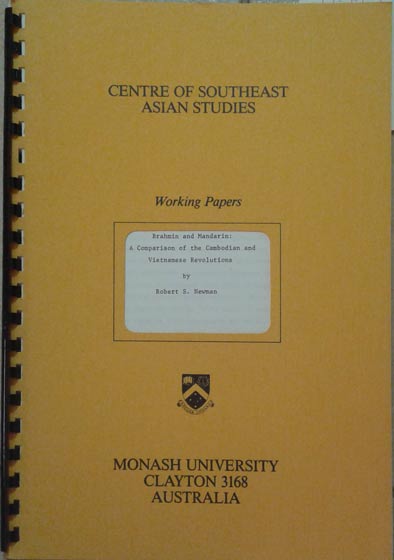 CENTRE OF SOUTHEAST
ASIAN STUDIES
Working Papers
Brahmin and Mandarin:
A Comparison of the Cambodian and
Vietnamese Revolutions
by
Robert S. Newman
MONASH UNIVERSITY
CLAYTON 3168
AUSTRALIA